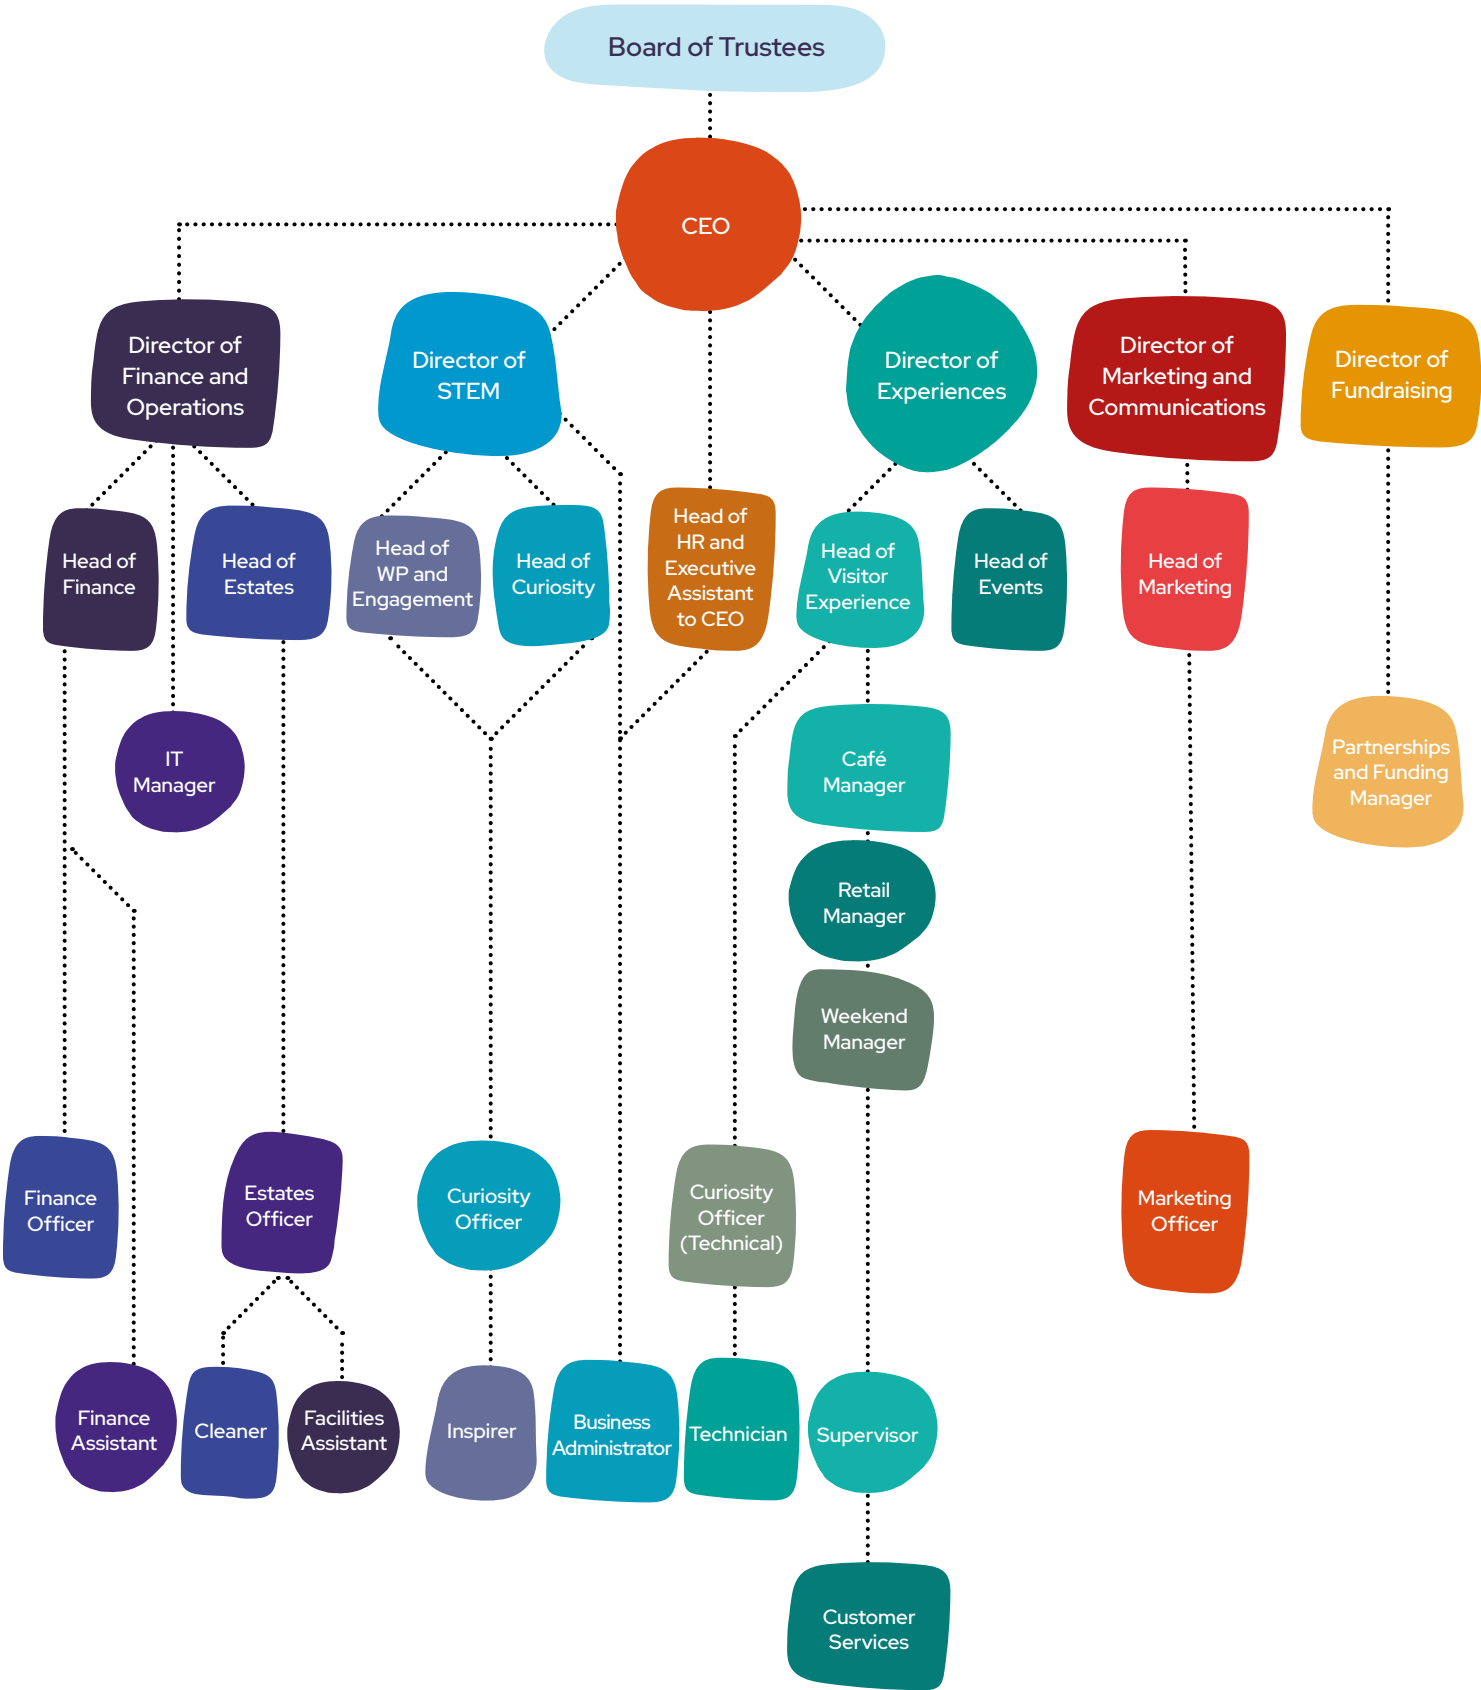 Board of Trustees
CEO
Director of
Finance and
Operations
Director of
STEM
Director of
Experiences
Director of
Marketing and
Communications
Director of
Fundraising
Head of
Finance
Head of
Estates
Head of
WP and
Engagement
Head of
Curiosity
Head of
HR and
Executive
Assistant
to CEO
Head of
Visitor
Experience
Head of
Events
Head of
Marketing
IT
Manager
Café
Manager
Partnerships
and Funding
Manager
Retail
Manager
Weekend
Manager
Finance
Officer
Estates
Officer
Curiosity
Officer
Curiosity
Officer
(Technical)
Marketing
Officer
Finance
Assistant
Cleaner
Facilities
Assistant
Inspirer
Business
Administrator
Technician
Supervisor
Customer
Services